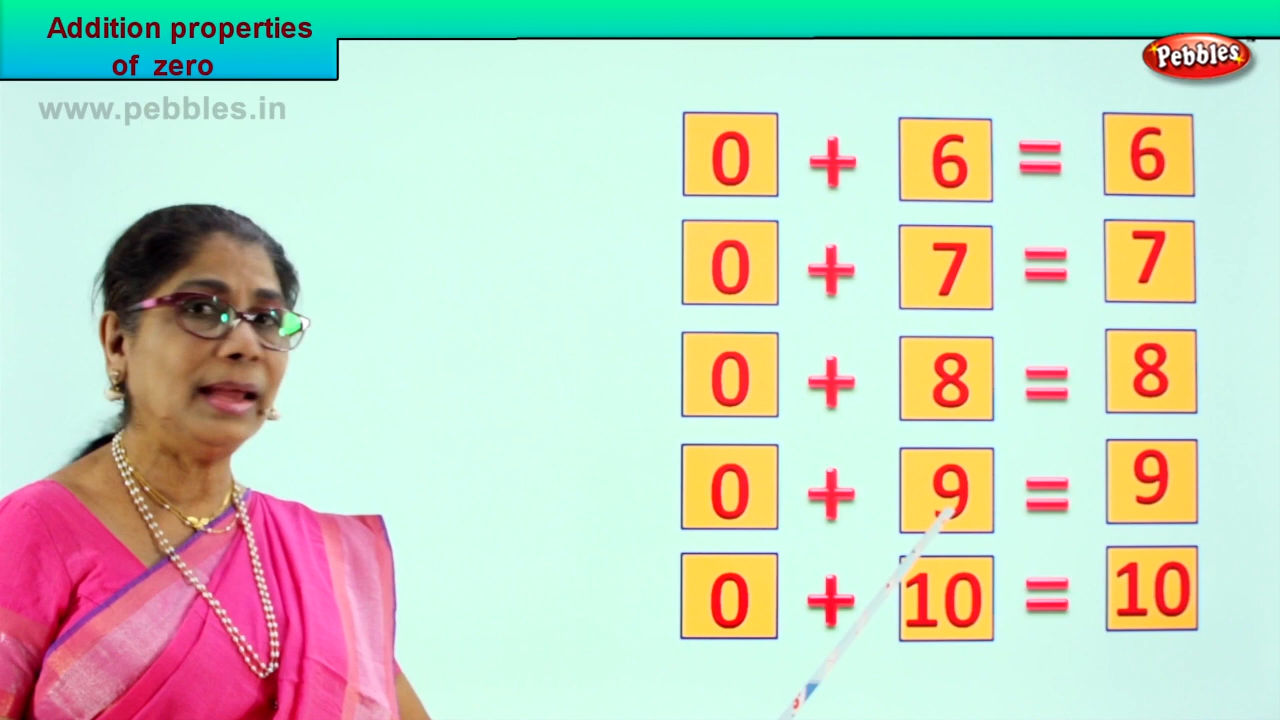 Addition properties
of zero
www.pebbles.in
Pebbles
0 + 6 = 6
0 + 7 = 7
0 + 8 = 8
0 + 9 = 9
0 + 10 = 10